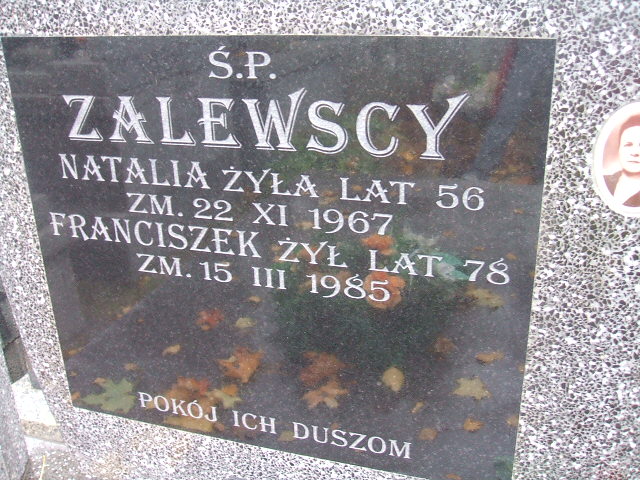 Ś.P.
ZALEWSCY
NATALIA ŻYŁA LAT 56
ZM. 22 XI 1967
FRANCISZEK ŻYŁ LAT 78
ZM. 15 III 1985
POKÓJ ICH DUSZOM